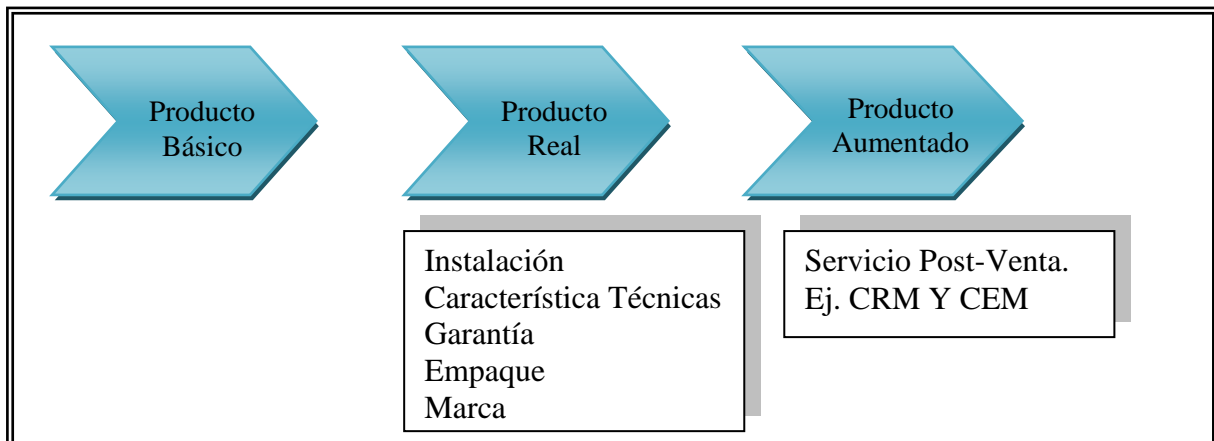 Producto
Básico
Producto
Real
Producto
Aumentado
Instalación
Característica Técnicas
Garantía
Empaque
Marca
Servicio Post-Venta.
Ej. CRM Y CEM